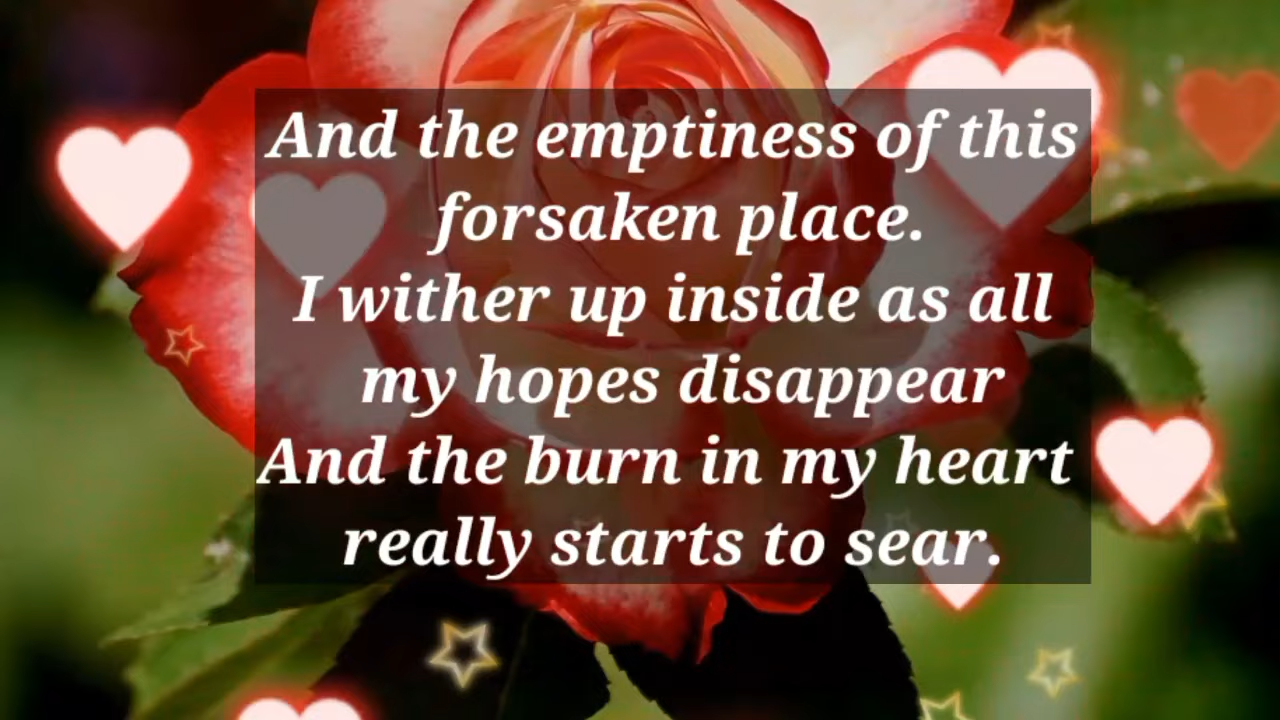 And the emptiness of this
forsaken place.
I wither up inside as all
my hopes disappear
And the burn in my heart
really starts to sear.